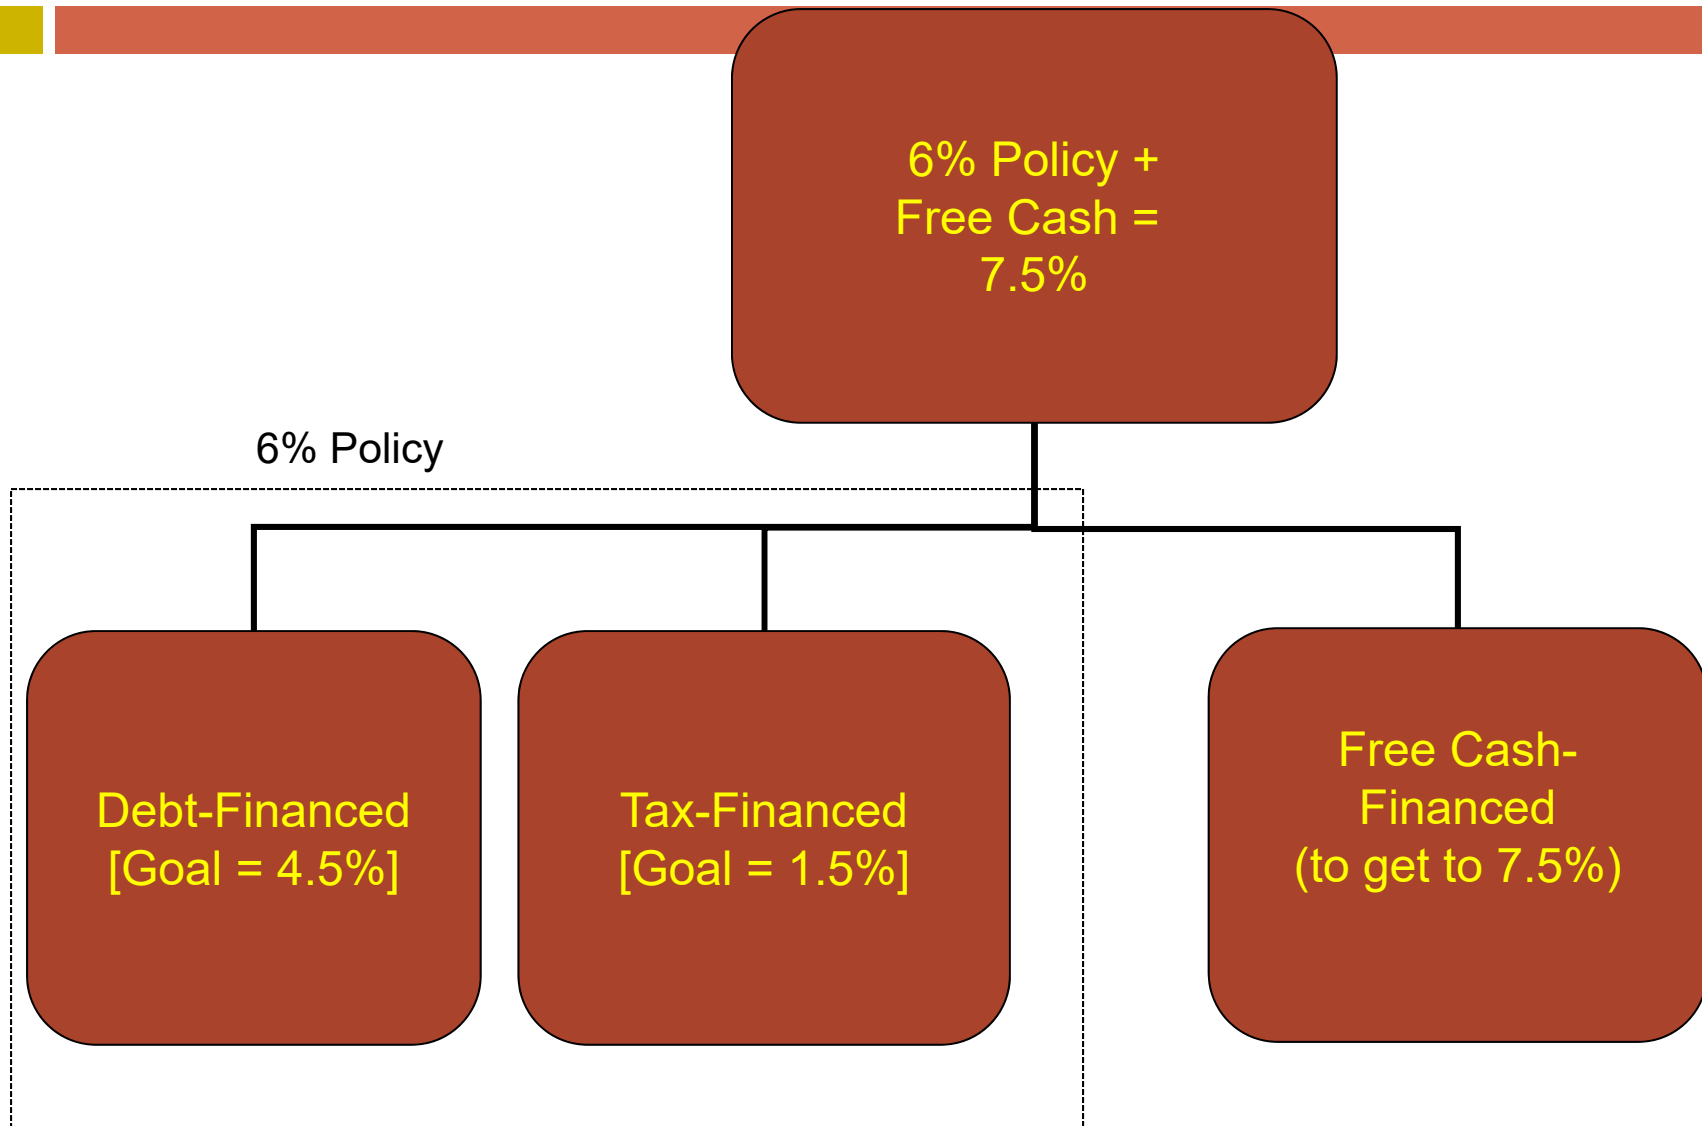 6% Policy +
Free Cash =
7.5%
6% Policy
Debt-Financed
[Goal = 4.5%]
Tax-Financed
[Goal = 1.5%]
Free Cash-
Financed
(to get to 7.5%)